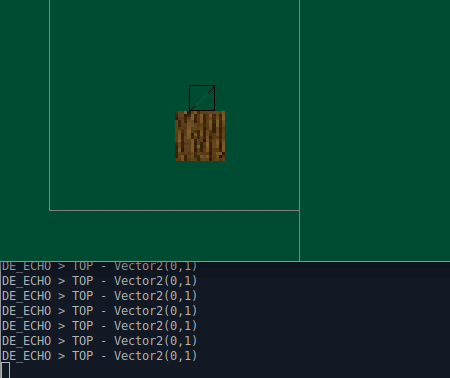 DE_ECHO > TOP - Vector2(0,1)
DE_ECHO > TOP - Vector2(0,1)
DE_ECHO > TOP - Vector2(0,1)
DE_ECHO > TOP - Vector2(0,1)
DE_ECHO > TOP - Vector2(0,1)
DE_ECHO > TOP - Vector2(0,1)
DE_ECHO > TOP - Vector2(0,1)